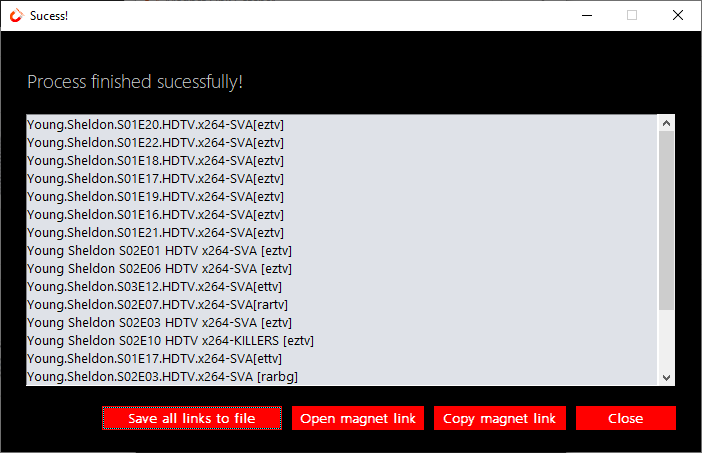 Sucess!
Process finished sucessfully!
Young.Sheldon.S01E20.HDTV.x264-SVA[eztv]
Young.Sheldon.S01E22.HDTV.x264-SVA[eztv]
Young.Sheldon.S01E18.HDTV.x264-SVA[eztv]
Young.Sheldon.S01E17.HDTV.x264-SVA[eztv]
Young.Sheldon.S01E19.HDTV.x264-SVA[eztv]
Young.Sheldon.S01E16.HDTV.x264-SVA[eztv]
Young.Sheldon.S01E21.HDTV.x264-SVA[eztv]
Young Sheldon S02E01 HDTV x264-SVA [eztv]
Young Sheldon S02E06 HDTV x264-SVA [eztv]
Young.Sheldon.S03E12.HDTV.x264-SVA[ettv]
Young.Sheldon.S02E07.HDTV.x264-SVA[rartv]
Young Sheldon S02E03 HDTV x264-SVA [eztv]
Young Sheldon S02E10 HDTV x264-KILLERS [eztv]
Young.Sheldon.S01E17.HDTV.x264-SVA[ettv]
Young.Sheldon.S02E03.HDTV.x264-SVA [rarbg]
Save all links to file Open magnet link Copy magnet link Close